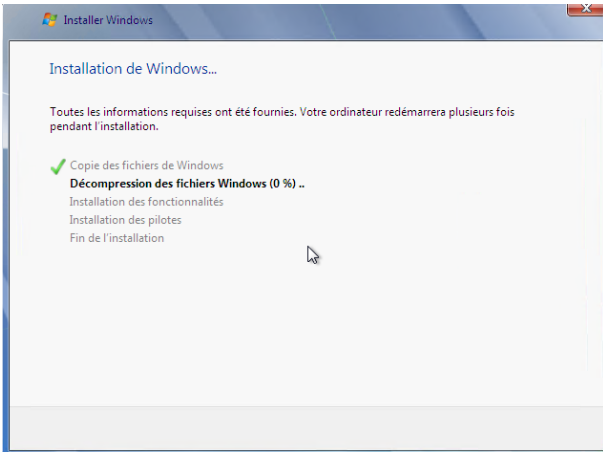 Installer Windows
Installation de Windows...
Toutes les informations requises ont été fournies. Votre ordinateur redémarrera plusieurs fois
pendant l'installation.
Copie des fichiers de Windows
Décompression des fichiers Windows (0 %) ..
Installation des fonctionnalités
Installation des pilotes
Fin de l'installation